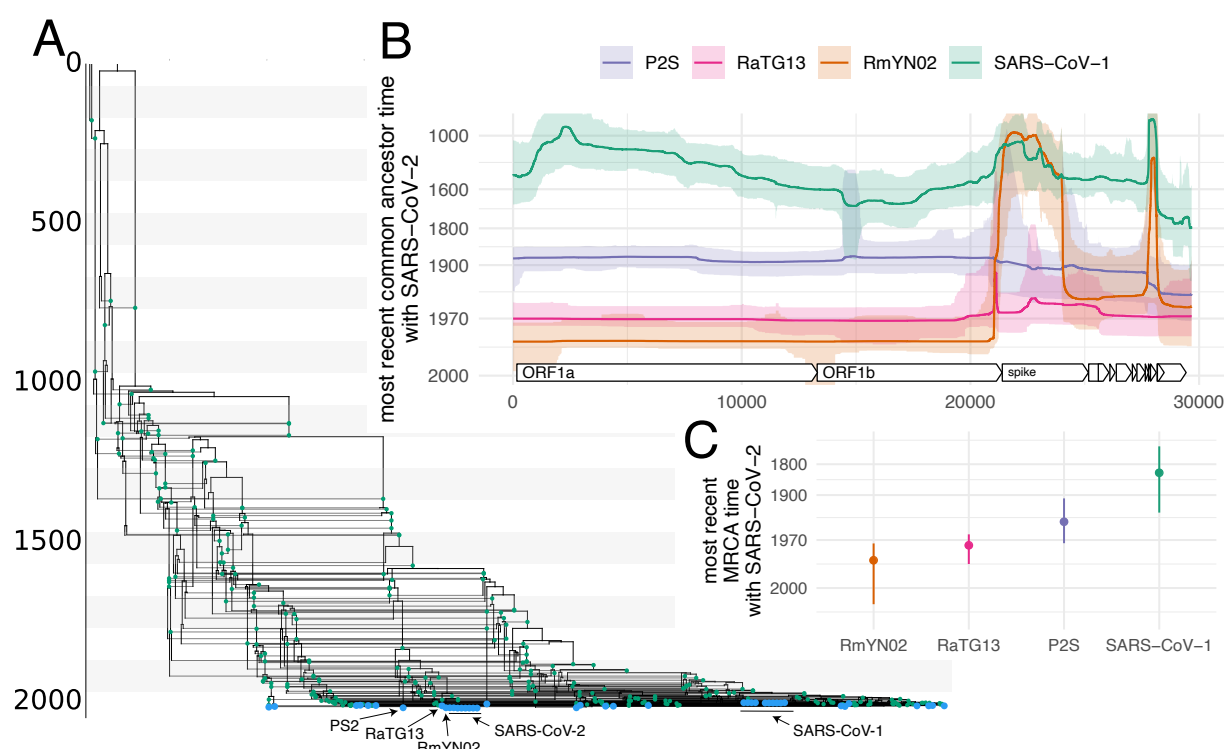 A
0
500
1000
1500
2000
PS2
RaTG13
RmYN02
SARS-CoV-2
SARS-CoV-1
B
P2S
RaTG13
RmYN02
SARS−CoV−1
most recent common ancestor time
with SARS−CoV−2
1000
1600
1800
1900
1970
2000
ORF1a
ORF1b
spike
0
10000
20000
30000
C
most recent
MRCA time
with SARS−CoV−2
1800
1900
1970
2000
RmYN02
RaTG13
P2S
SARS−CoV−1